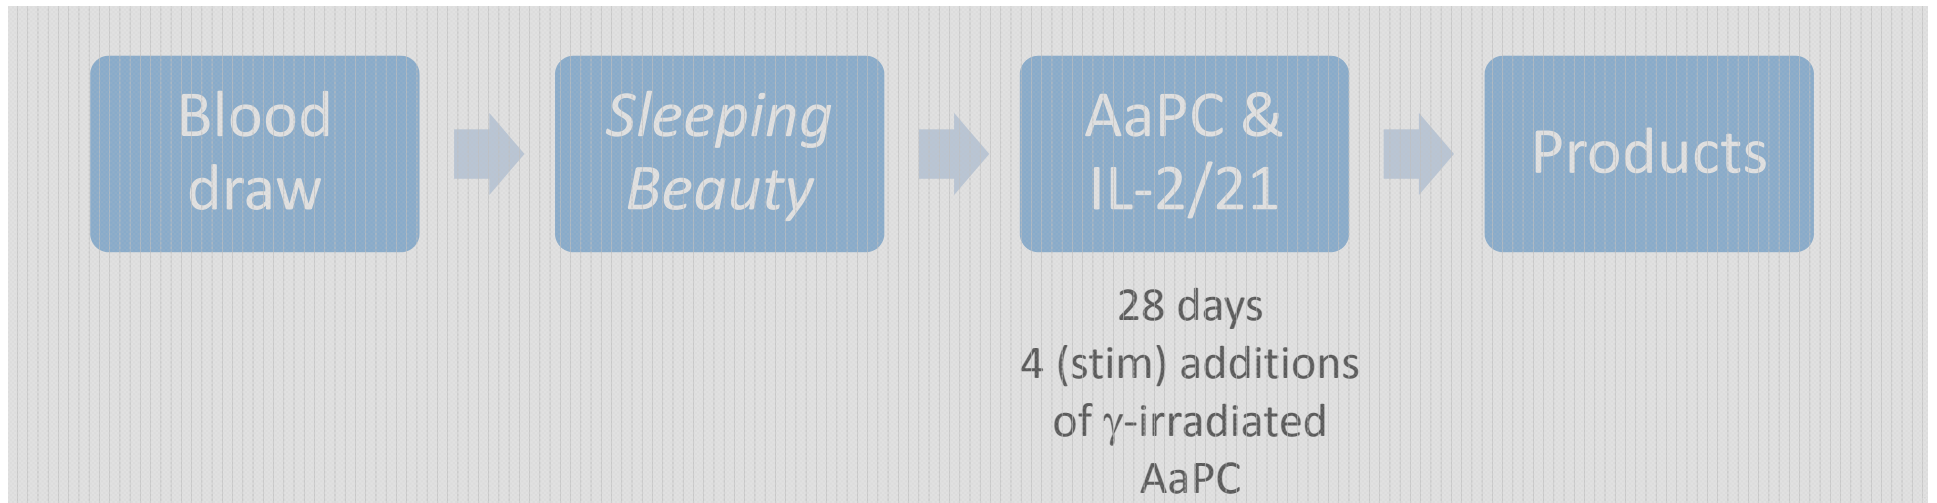 Blood
draw
Sleeping
Beauty
AaPC &
IL-2/21
Products
28 days
4 (stim) additions
of γ-irradiated
AaPC